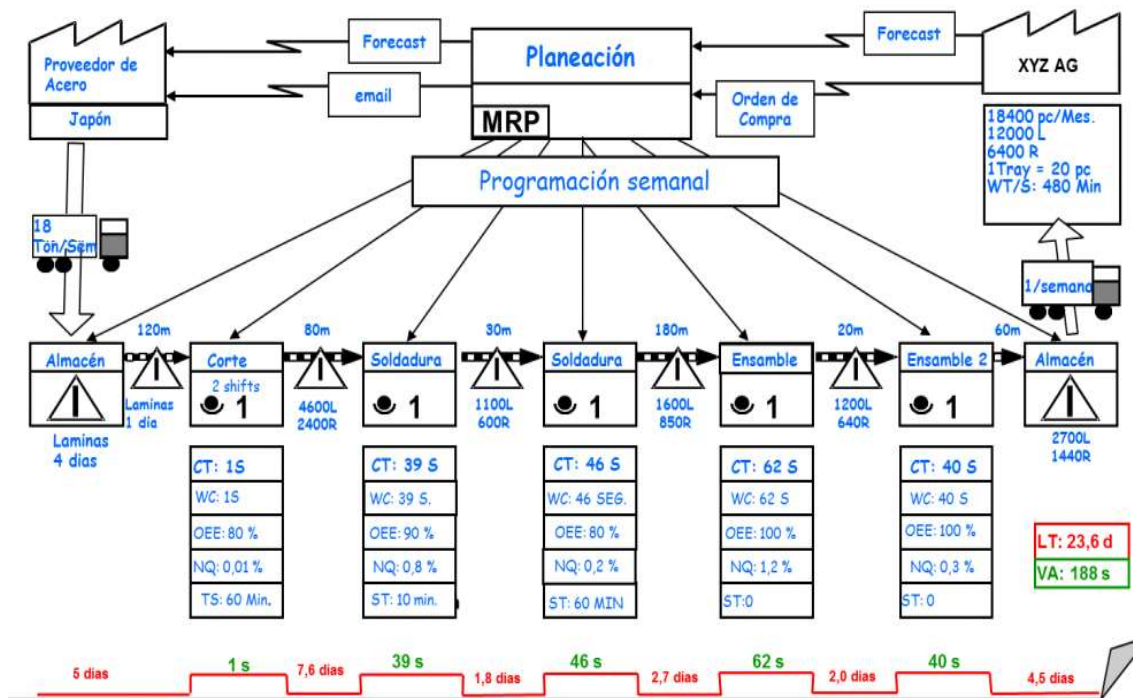 Proveedor de
Acero
Japón
Forecast
email
Planeación
MRP
Forecast
Orden de
Compra
XYZ AG
18400 pc/Mes.
12000 L
6400 R
1Tray = 20 pc
WT/S: 480 Min
Programación semanal
18
Ton/Sem
1/semana
120m
80m
30m
180m
20m
60m
Almacén
Corte
Soldadura
Soldadura
Ensamble
Ensamble 2
Almacén
2 shifts
1
1
1
1
1
Laminas
1 dia
4600L
2400R
1100L
600R
1600L
850R
1200L
640R
Laminas
4 dias
2700L
1440R
CT: 1S
WC: 1S
OEE: 80 %
NQ: 0,01 %
TS: 60 Min.
CT: 39 S
WC: 39 S.
OEE: 90 %
NQ: 0,8 %
ST: 10 min.
CT: 46 S
WC: 46 SEG.
OEE: 80 %
NQ: 0,2 %
ST: 60 MIN
CT: 62 S
WC: 62 S
OEE: 100 %
NQ: 1,2 %
ST:0
CT: 40 S
WC: 40 S
OEE: 100 %
NQ: 0,3 %
ST: 0
LT: 23,6 d
VA: 188 s
5 dias
1 s
7,6 dias
39 s
1,8 dias
46 s
2,7 dias
62 s
2,0 dias
40 s
4,5 dias